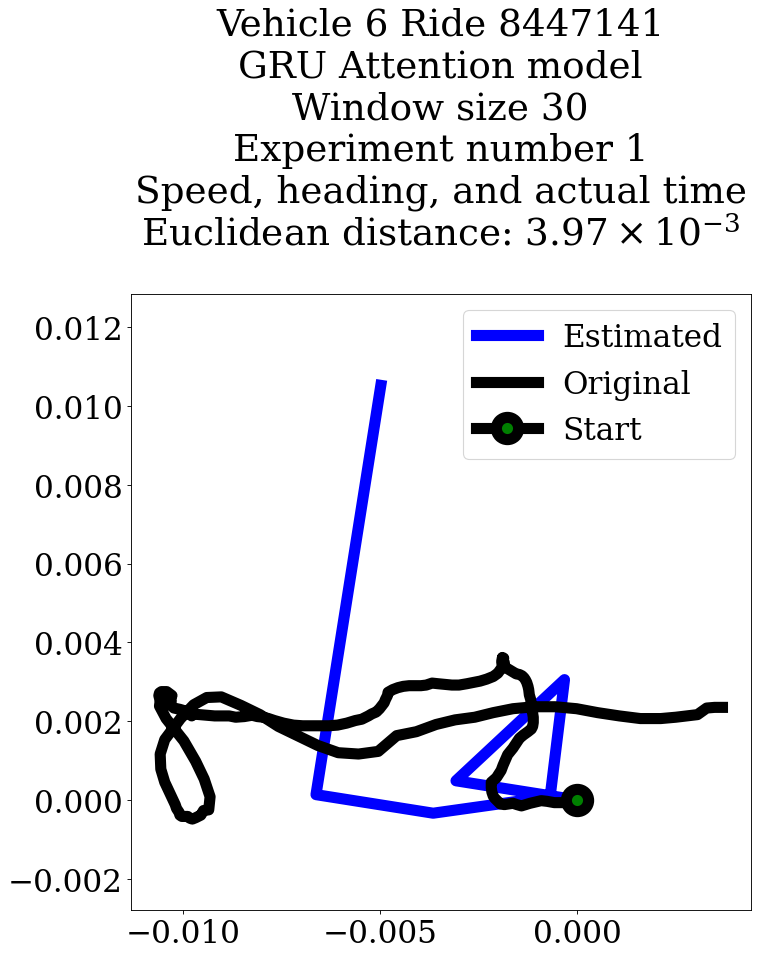 Vehicle 6 Ride 8447141
GRU Attention model
Window size 30
Experiment number 1
Speed, heading, and actual time
Euclidean distance: 3.97 × 10⁻³
Estimated
Original
Start
0.012
0.010
0.008
0.006
0.004
0.002
0.000
−0.002
−0.010 −0.005 0.000